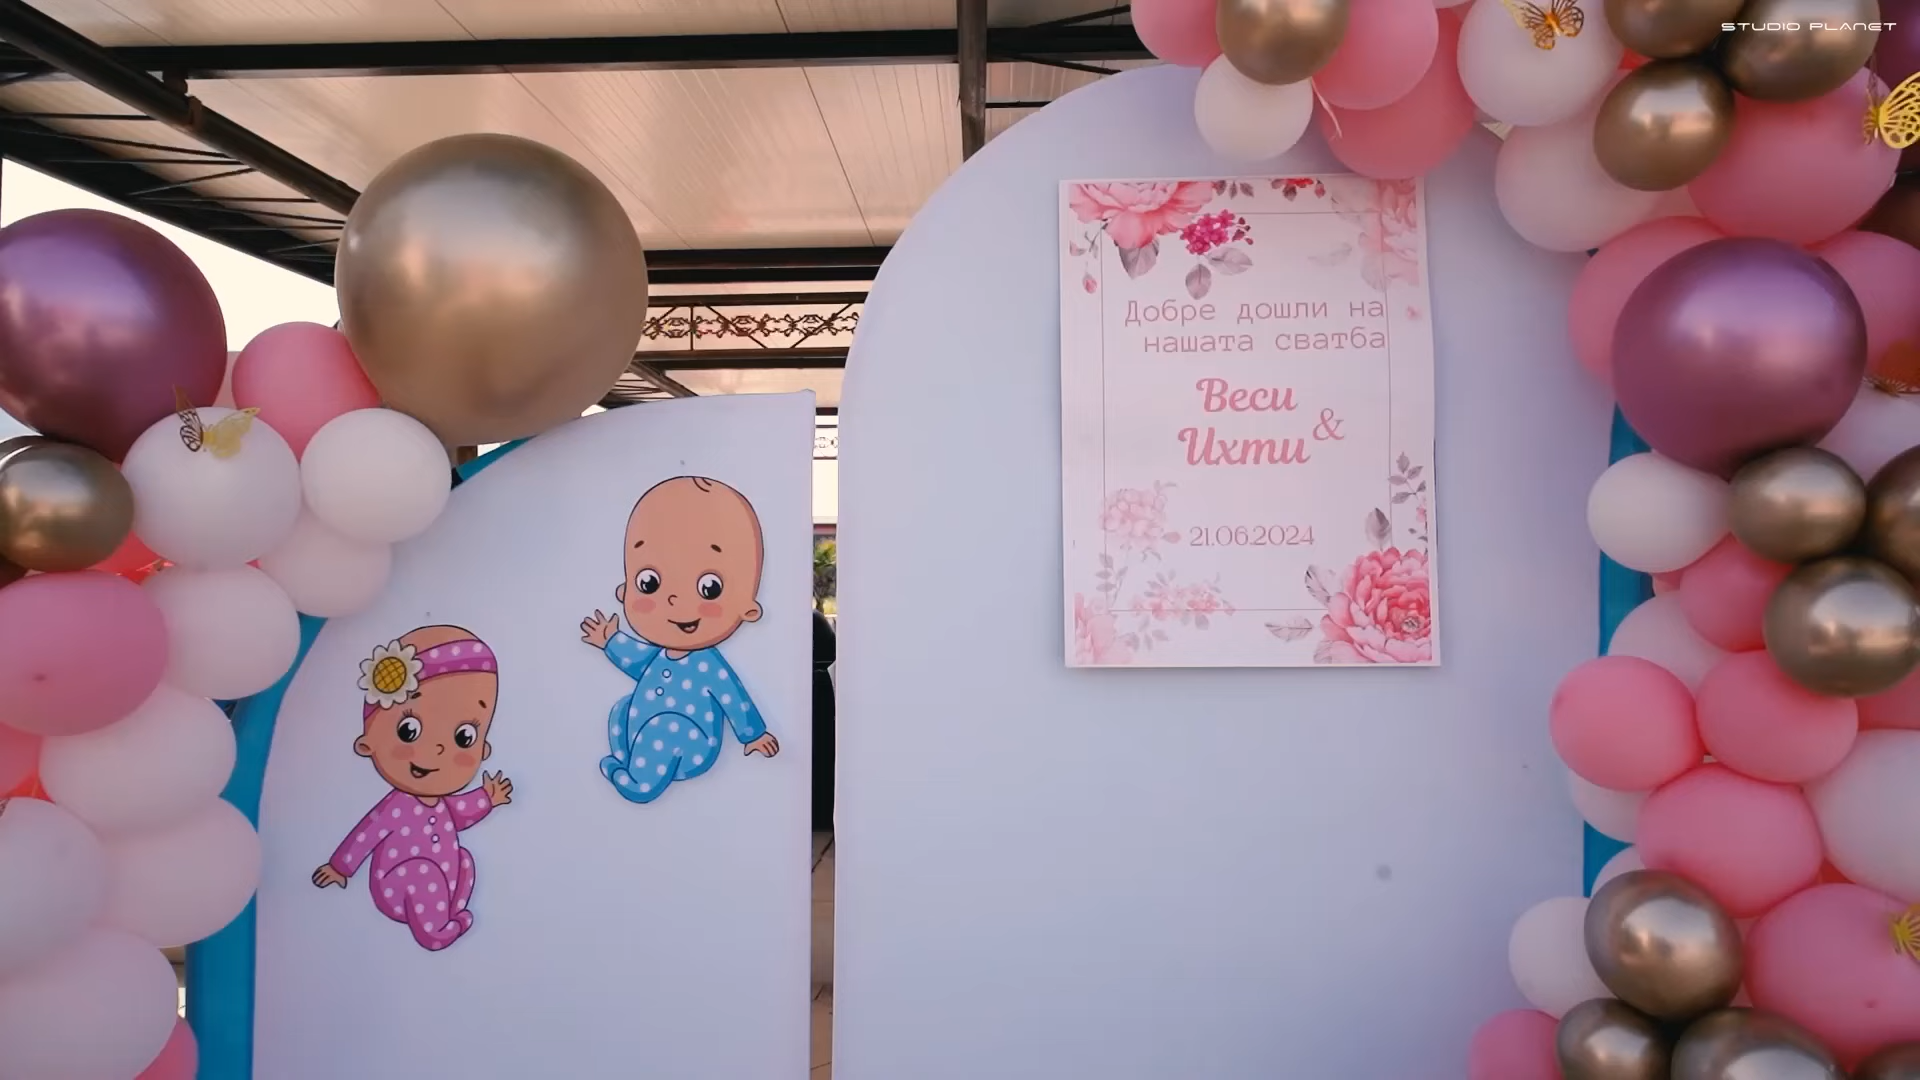 STUDIO PLANET
Добре дошли на
нашата сватба
Веси
&
Ихти
21.06.2024